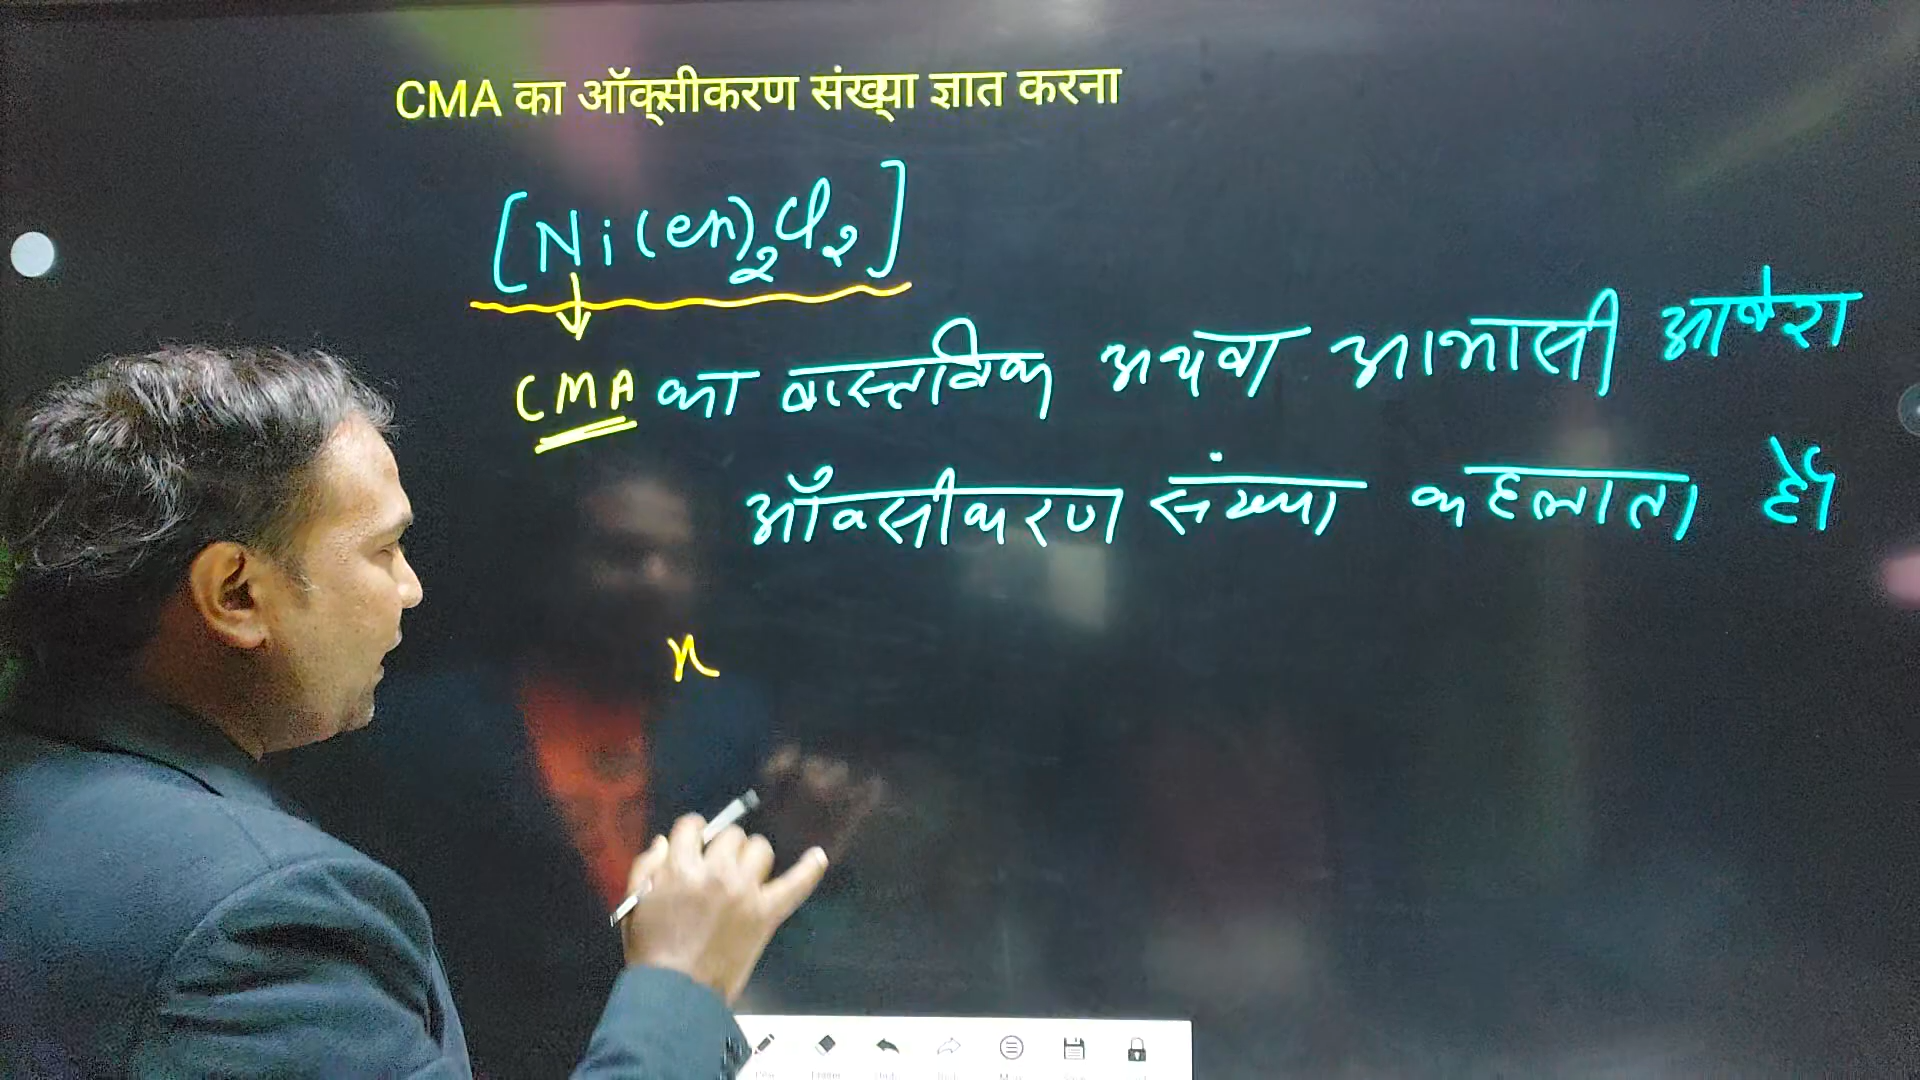 CMA का ऑक्सीकरण संख्या ज्ञात करना
[Ni(en)₂Cl₂]
CMA का वास्तविक अथवा आभासी आवेश
ऑक्सीकरण संख्या कहलाता है।
x